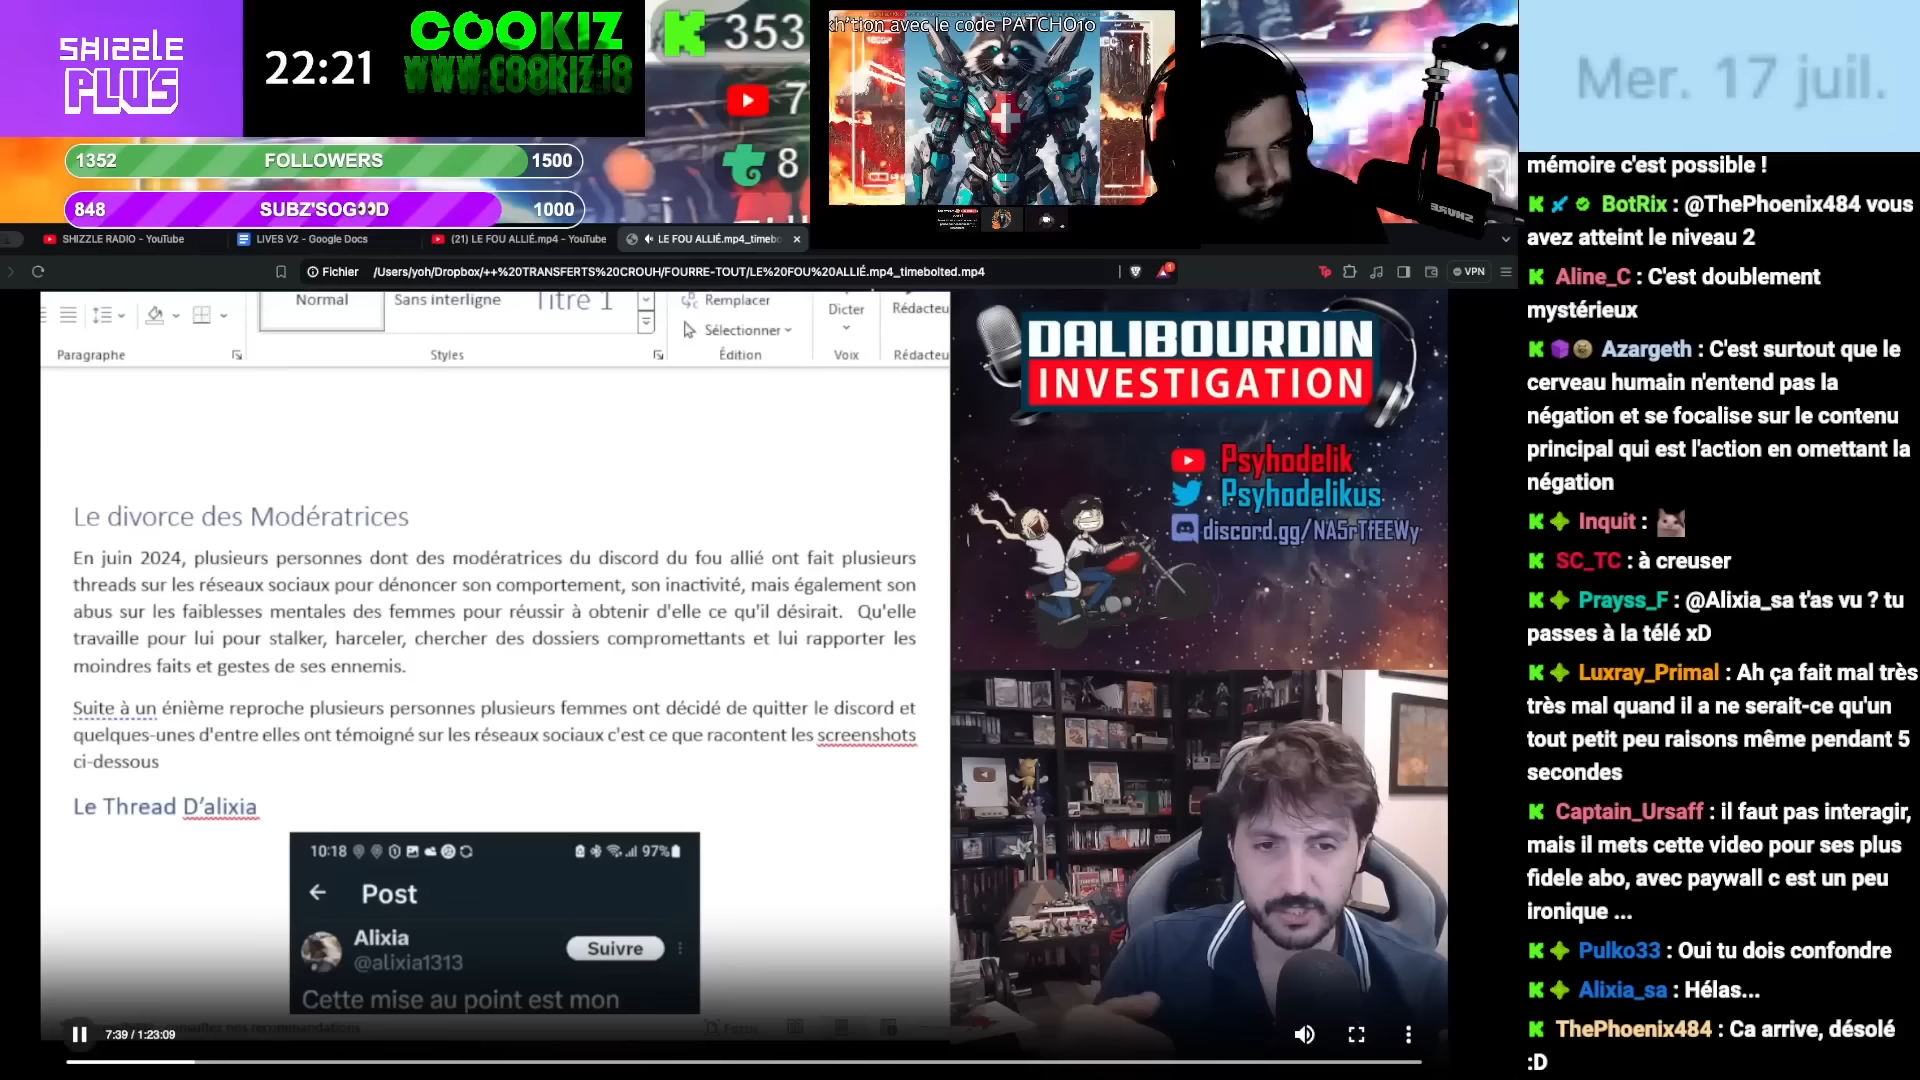 SHIZZLE
PLUS
22:21
COOKIZ
WWW.COOKIZ.IO
353
7
8
tion avec le code PATCHO10
Mer. 17 juil.
1352 FOLLOWERS 1500
848 SUBZ'SOG👀D 1000
SHIZZLE RADIO - YouTube
LIVES V2 - Google Docs
(21) LE FOU ALLIÉ.mp4 - YouTube
LE FOU ALLIÉ.mp4_timebo
Fichier /Users/yoh/Dropbox/++%20TRANSFERTS%20CROUH/FOURRE-TOUT/LE%20FOU%20ALLIÉ.mp4_timebolted.mp4
VPN
Normal
Sans interligne
Titre 1
Remplacer
Sélectionner
Dicter
Rédacteu
Paragraphe
Styles
Édition
Voix
Rédacteu
Le divorce des Modératrices
En juin 2024, plusieurs personnes dont des modératrices du discord du fou allié ont fait plusieurs
threads sur les réseaux sociaux pour dénoncer son comportement, son inactivité, mais également son
abus sur les faiblesses mentales des femmes pour réussir à obtenir d'elle ce qu'il désirait. Qu'elle
travaille pour lui pour stalker, harceler, chercher des dossiers compromettants et lui rapporter les
moindres faits et gestes de ses ennemis.
Suite à un énième reproche plusieurs personnes plusieurs femmes ont décidé de quitter le discord et
quelques-unes d'entre elles ont témoigné sur les réseaux sociaux c'est ce que racontent les screenshots
ci-dessous
Le Thread D'alixia
10:18
97%
Post
Alixia
@alixia1313
Suivre
Cette mise au point est mon
consultez nos recommandations
7:39 / 1:23:09
DALIBOURDIN
INVESTIGATION
Psyhodelik
Psyhodelikus
discord.gg/NA5rTfEEWy
SHURE
mémoire c'est possible !
BotRix : @ThePhoenix484 vous
avez atteint le niveau 2
Aline_C : C'est doublement
mystérieux
Azargeth : C'est surtout que le
cerveau humain n'entend pas la
négation et se focalise sur le contenu
principal qui est l'action en omettant la
négation
Inquit :
SC_TC : à creuser
Prayss_F : @Alixia_sa t'as vu ? tu
passes à la télé xD
Luxray_Primal : Ah ça fait mal très
très mal quand il a ne serait-ce qu'un
tout petit peu raisons même pendant 5
secondes
Captain_Ursaff : il faut pas interagir,
mais il mets cette video pour ses plus
fidele abo, avec paywall c est un peu
ironique ...
Pulko33 : Oui tu dois confondre
Alixia_sa : Hélas...
ThePhoenix484 : Ca arrive, désolé
:D